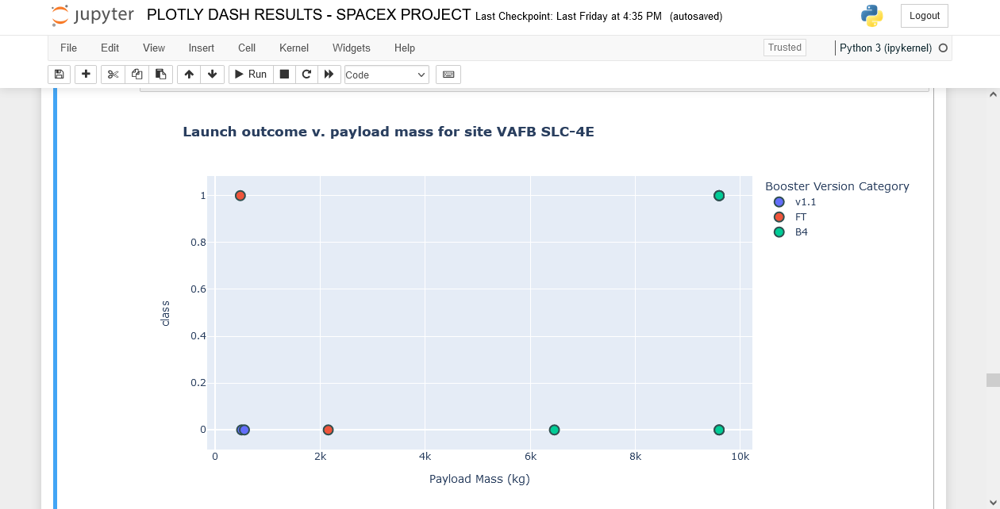 jupyter PLOTLY DASH RESULTS - SPACEX PROJECT Last Checkpoint: Last Friday at 4:35 PM (autosaved) Logout
File Edit View Insert Cell Kernel Widgets Help Trusted Python 3 (ipykernel)
Run Code
Launch outcome v. payload mass for site VAFB SLC-4E
Booster Version Category
v1.1
FT
B4
class
1
0.8
0.6
0.4
0.2
0
0 2k 4k 6k 8k 10k
Payload Mass (kg)